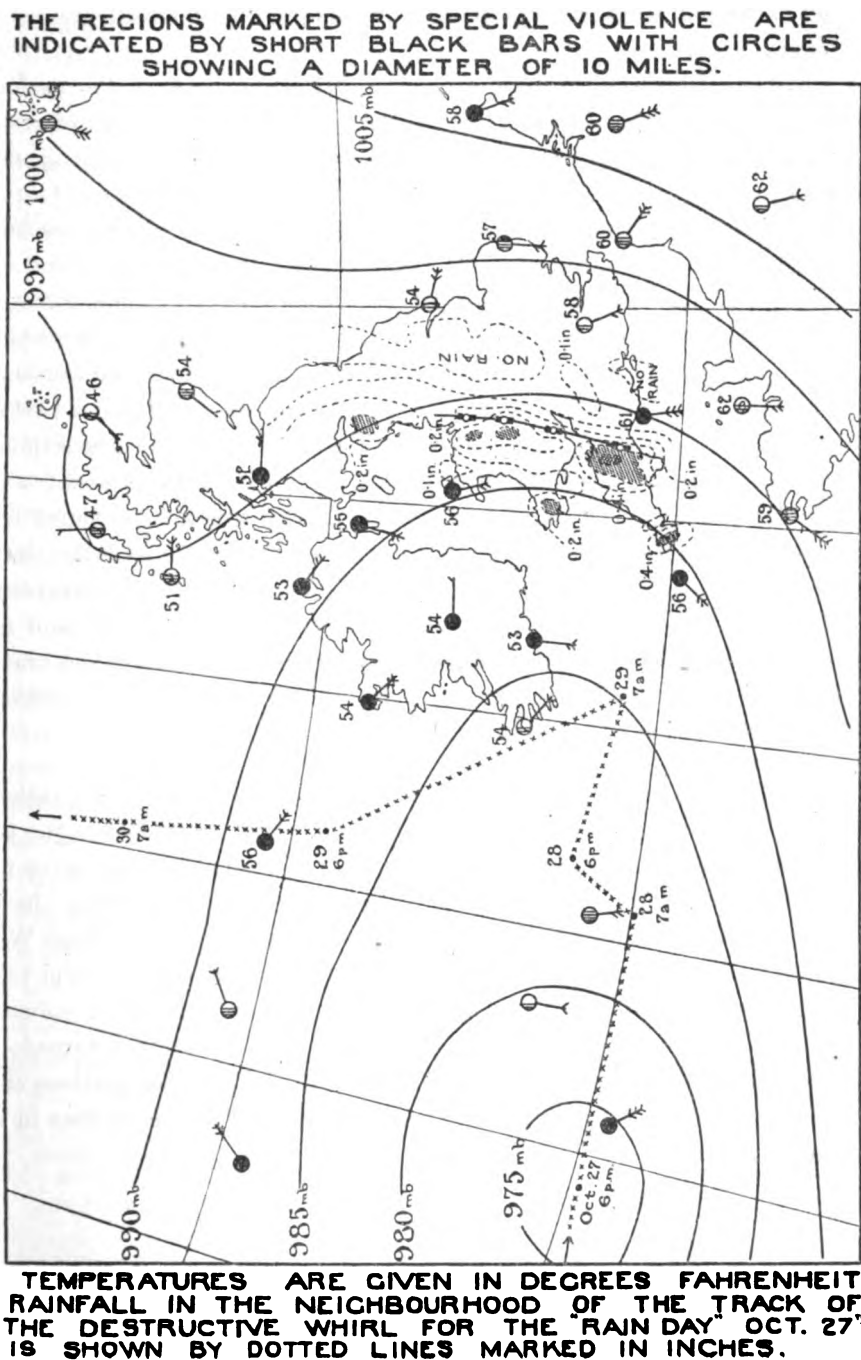 THE REGIONS MARKED BY SPECIAL VIOLENCE ARE
INDICATED BY SHORT BLACK BARS WITH CIRCLES
SHOWING A DIAMETER OF 10 MILES.
1000mb
1005mb
995mb
58
60
62
57
60
54
58
54
46
NO RAIN
0·1in
NO RAIN
61
62
52
0·2in
0·2in
0·1in
47
56
55
0·2in
0·2in
59
51
53
0·4in
56
54
53
54
54
29
7am
30
7am
56
29
6pm
28
6pm
28
7am
990mb
985mb
980mb
975mb
Oct. 27
6pm
TEMPERATURES ARE GIVEN IN DEGREES FAHRENHEIT
RAINFALL IN THE NEIGHBOURHOOD OF THE TRACK OF
THE DESTRUCTIVE WHIRL FOR THE "RAIN DAY" OCT. 27
IS SHOWN BY DOTTED LINES MARKED IN INCHES.